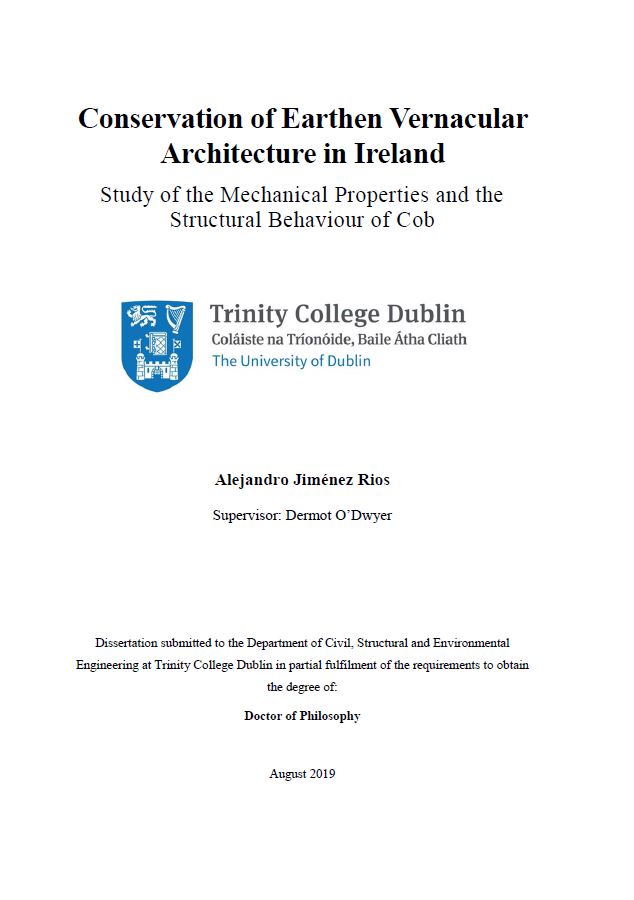 Conservation of Earthen Vernacular
Architecture in Ireland
Study of the Mechanical Properties and the
Structural Behaviour of Cob
Trinity College Dublin
Coláiste na Tríonóide, Baile Átha Cliath
The University of Dublin
Alejandro Jiménez Rios
Supervisor: Dermot O’Dwyer
Dissertation submitted to the Department of Civil, Structural and Environmental
Engineering at Trinity College Dublin in partial fulfilment of the requirements to obtain
the degree of:
Doctor of Philosophy
August 2019